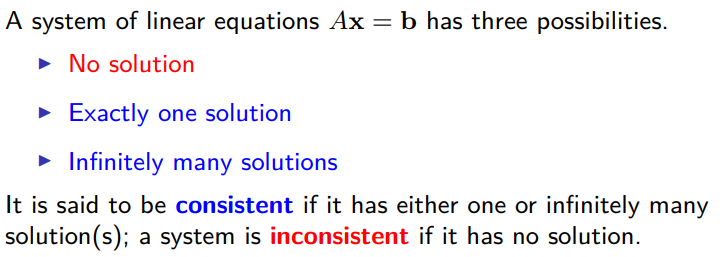 A system of linear equations Ax = b has three possibilities.
▶ No solution
▶ Exactly one solution
▶ Infinitely many solutions
It is said to be consistent if it has either one or infinitely many
solution(s); a system is inconsistent if it has no solution.